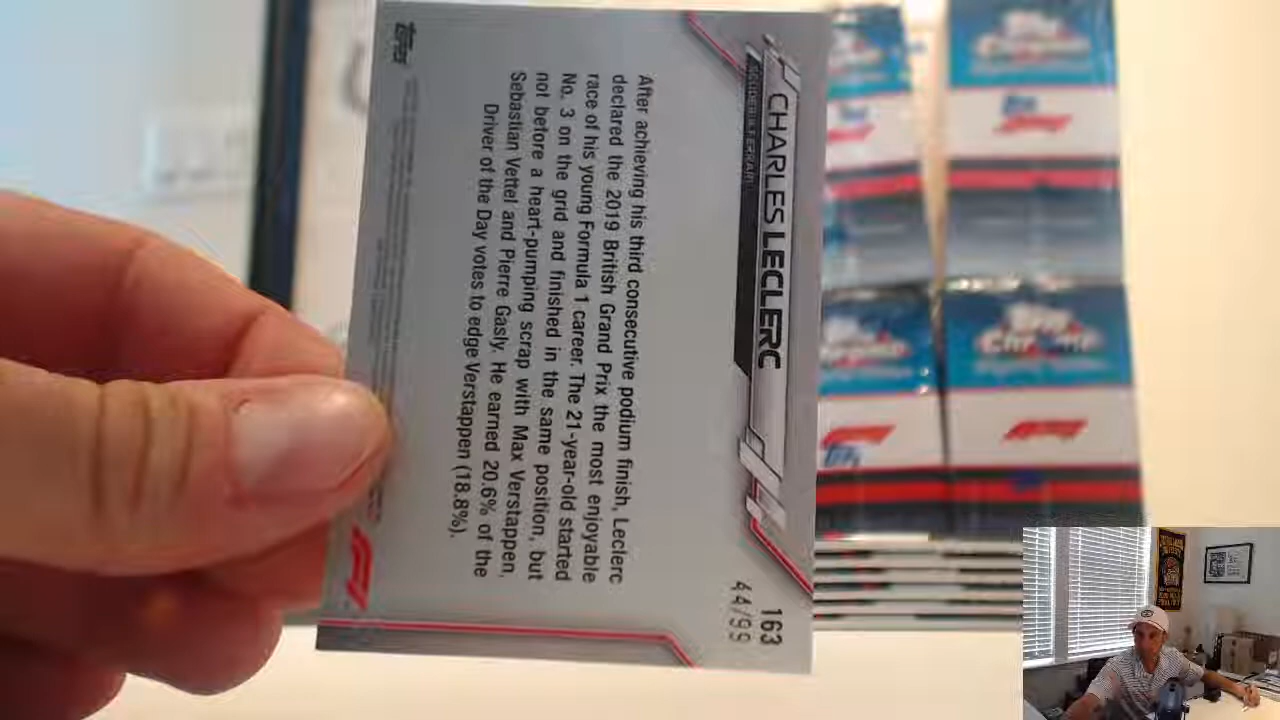 163
44/99
CHARLES LECLERC
SCUDERIA FERRARI
After achieving his third consecutive podium finish, Leclerc
declared the 2019 British Grand Prix the most enjoyable
race of his young Formula 1 career. The 21-year-old started
No. 3 on the grid and finished in the same position, but
not before a heart-pumping scrap with Max Verstappen,
Sebastian Vettel and Pierre Gasly. He earned 20.6% of the
Driver of the Day votes to edge Verstappen (18.8%).
TOPPS
F1
Topps
Chrome